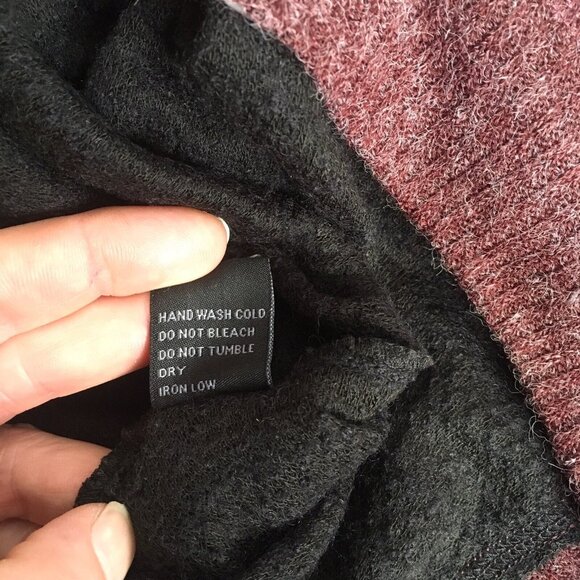 HAND WASH COLD
DO NOT BLEACH
DO NOT TUMBLE
DRY
IRON LOW